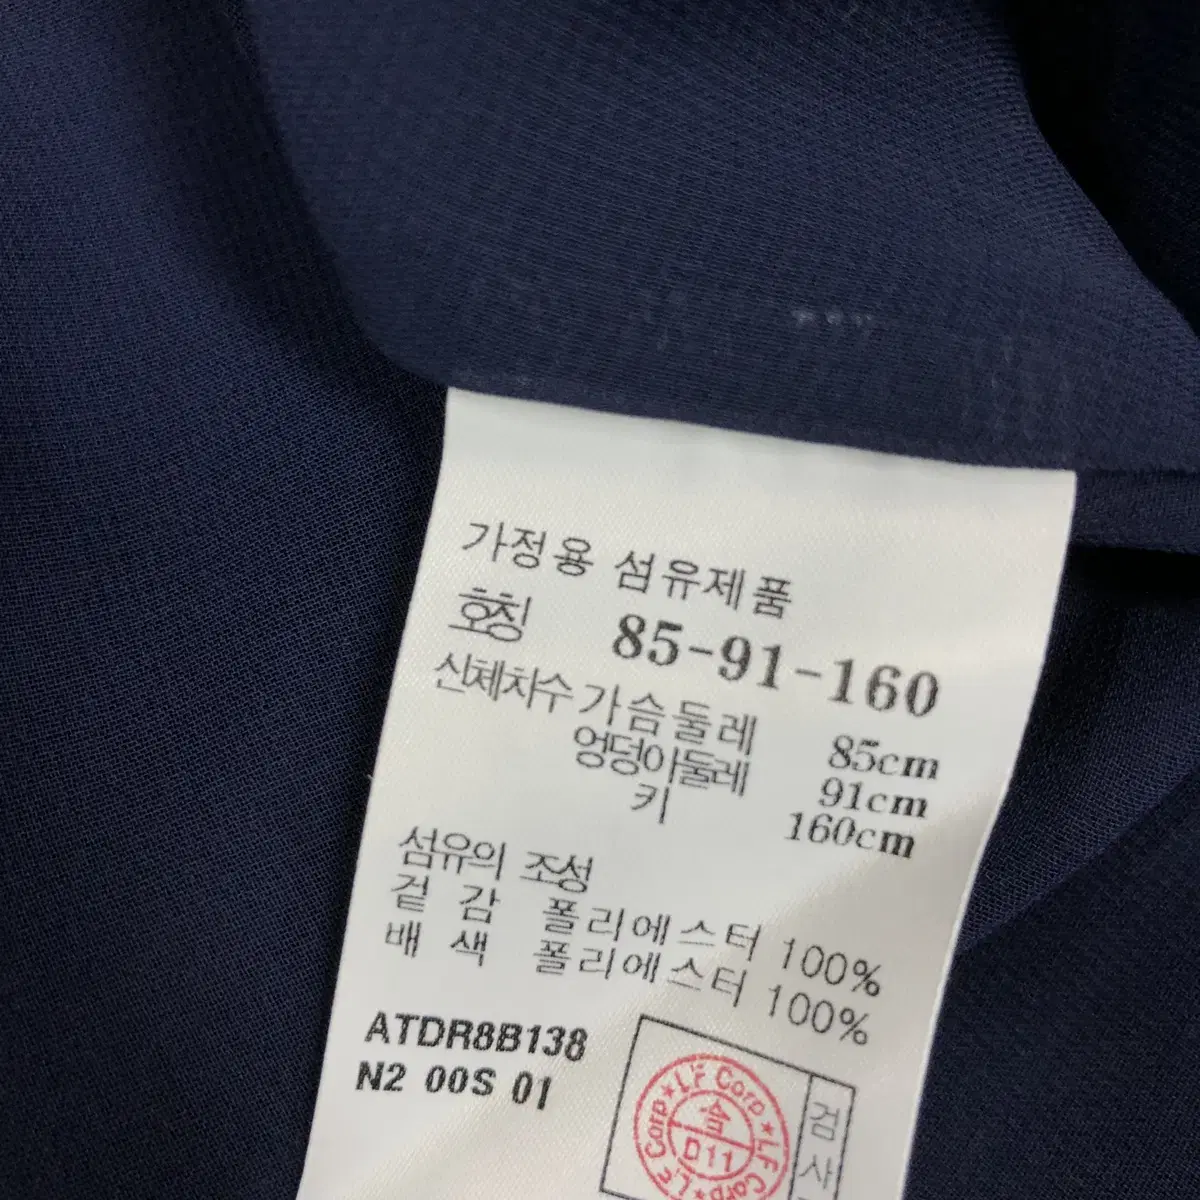 가정용 섬유제품
호칭 85-91-160
신체치수 가슴둘레 85cm
엉덩이둘레 91cm
키 160cm
섬유의 조성
겉 감 폴리에스터 100%
배 색 폴리에스터 100%
ATDR8B138
N2 00S 01
검사
LF Corp★LF Corp★LF Corp★
合
D11